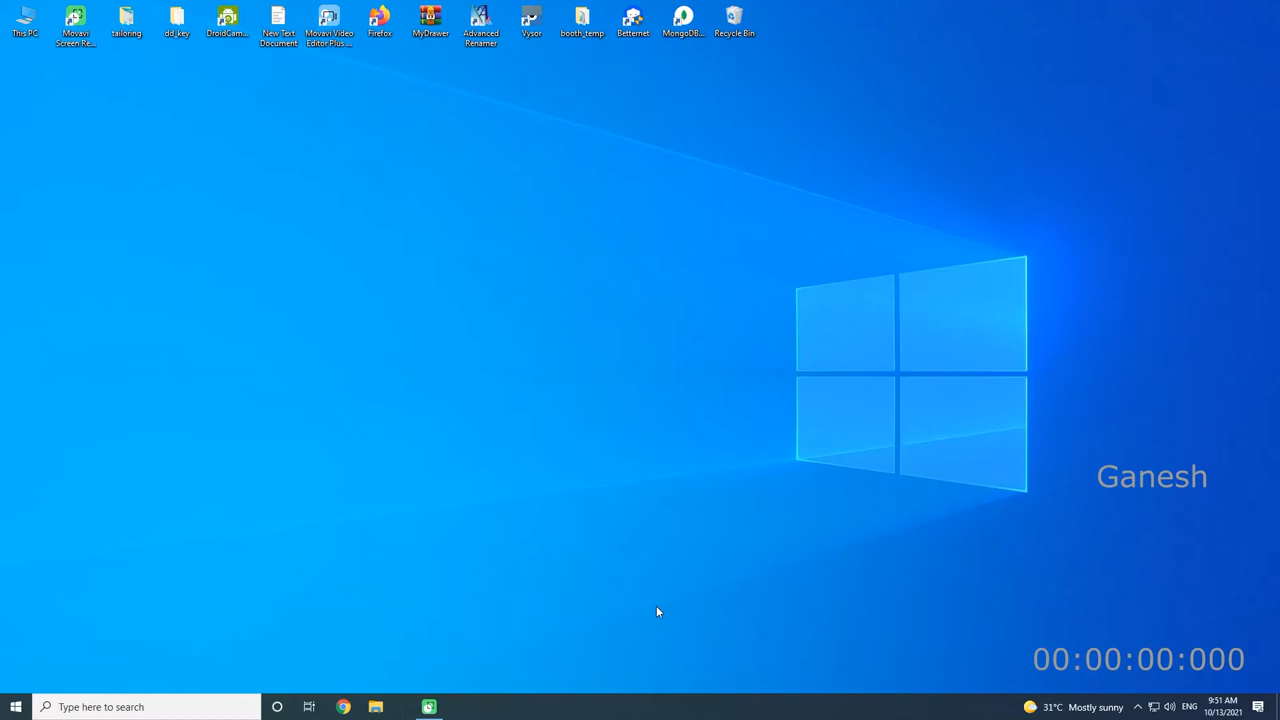 This PC
Movavi Screen Re...
tailoring
dd_key
DroidCam...
New Text Document
Movavi Video Editor Plus ...
Firefox
MyDrawer
Advanced Renamer
Vysor
booth_temp
Betternet
MongoDB...
Recycle Bin
Ganesh
00:00:00:000
Type here to search
31°C Mostly sunny
ENG
9:51 AM
10/13/2021